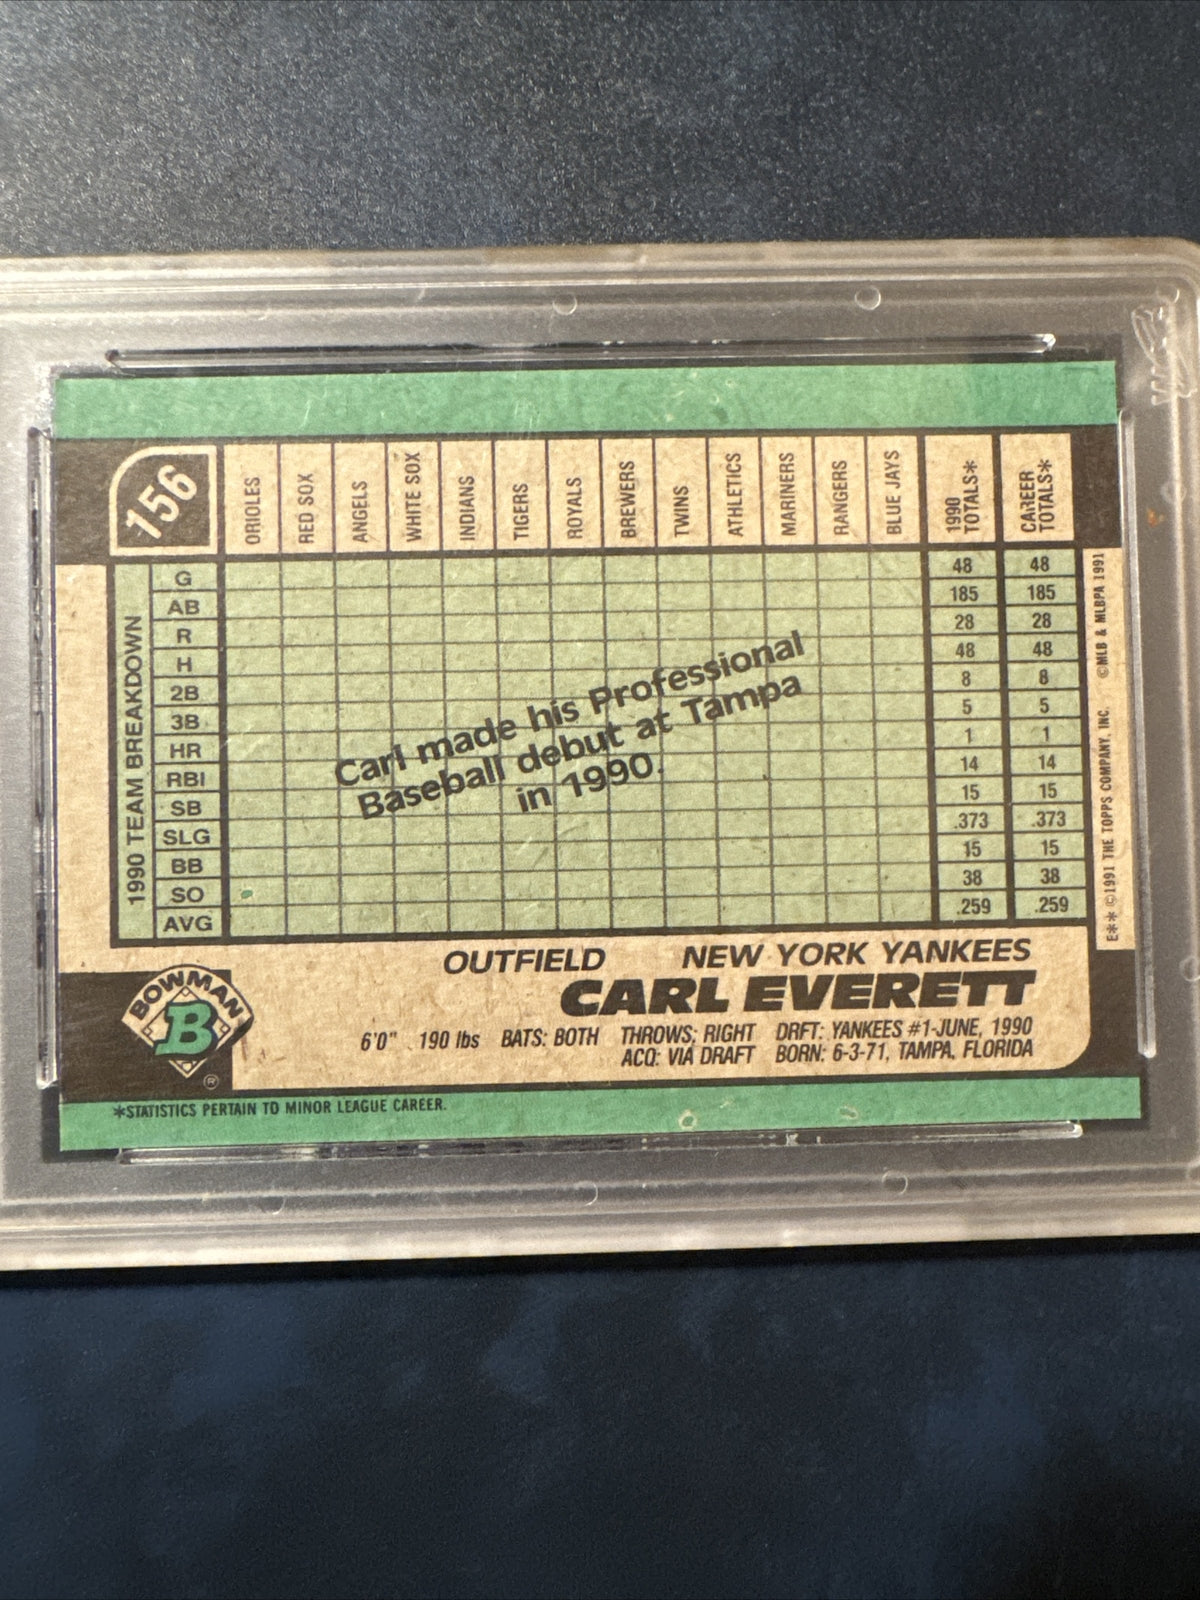 156
ORIOLES
RED SOX
ANGELS
WHITE SOX
INDIANS
TIGERS
ROYALS
BREWERS
TWINS
ATHLETICS
MARINERS
RANGERS
BLUE JAYS
1990 TOTALS*
CAREER TOTALS*
1990 TEAM BREAKDOWN
G 48 48
AB 185 185
R 28 28
H 48 48
2B 8 8
3B 5 5
HR 1 1
RBI 14 14
SB 15 15
SLG .373 .373
BB 15 15
SO 38 38
AVG .259 .259
Carl made his Professional
Baseball debut at Tampa
in 1990.
E** ©1991 THE TOPPS COMPANY, INC. ©MLB & MLBPA 1991
OUTFIELD NEW YORK YANKEES
CARL EVERETT
6'0" 190 lbs BATS: BOTH THROWS: RIGHT DRFT: YANKEES #1-JUNE, 1990
ACQ: VIA DRAFT BORN: 6-3-71, TAMPA, FLORIDA
BOWMAN
B
®
*STATISTICS PERTAIN TO MINOR LEAGUE CAREER.